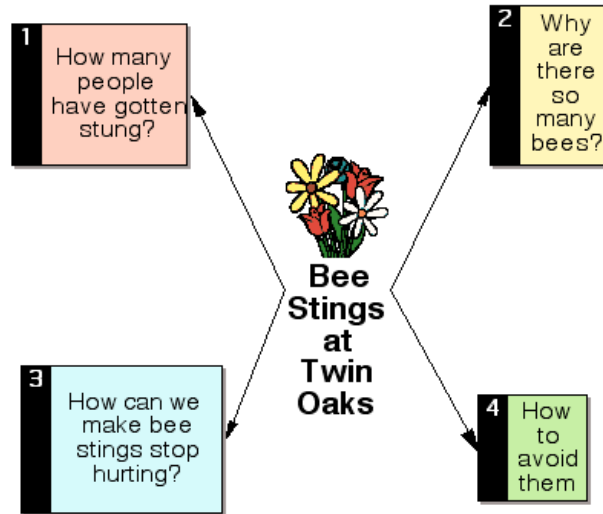 1
How many
people
have gotten
stung?
2
Why
are
there
so
many
bees?
Bee
Stings
at
Twin
Oaks
3
How can we
make bee
stings stop
hurting?
4
How
to
avoid
them